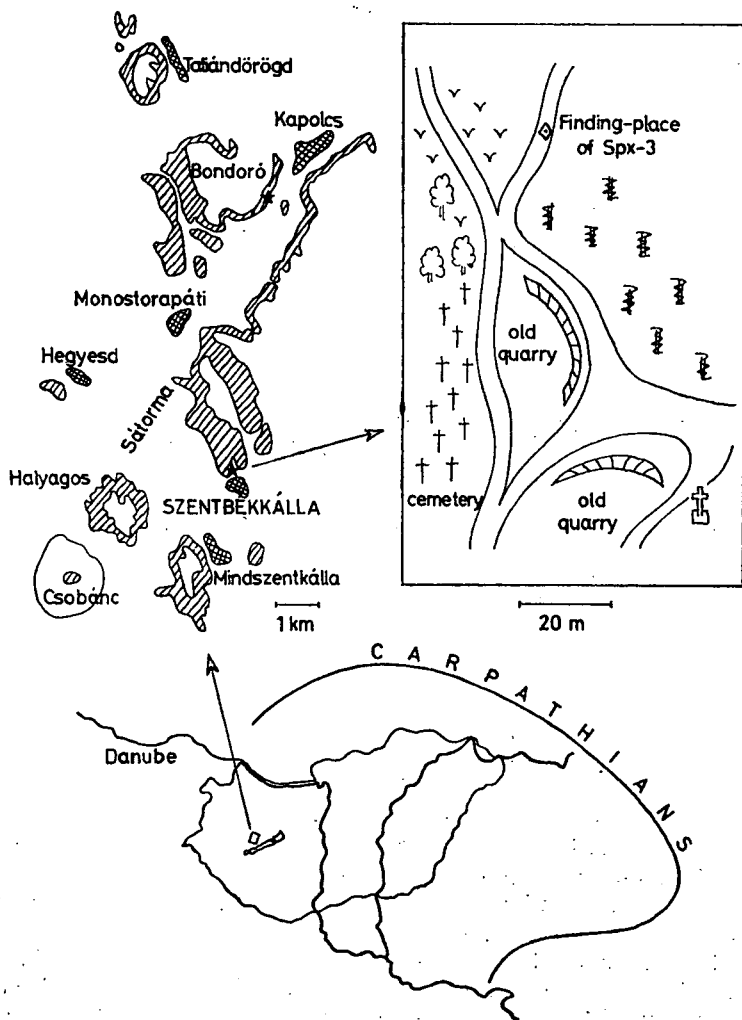 Kapolcs
Bondoró
Monostorapáti
Hegyesd
Sátorma
Halyagos
SZENTBÉKKÁLLA
Mindszentkálla
Csobánc
1 km
Finding-place
of Spx-3
old
quarry
cemetery
old
quarry
20 m
CARPATHIANS
Danube